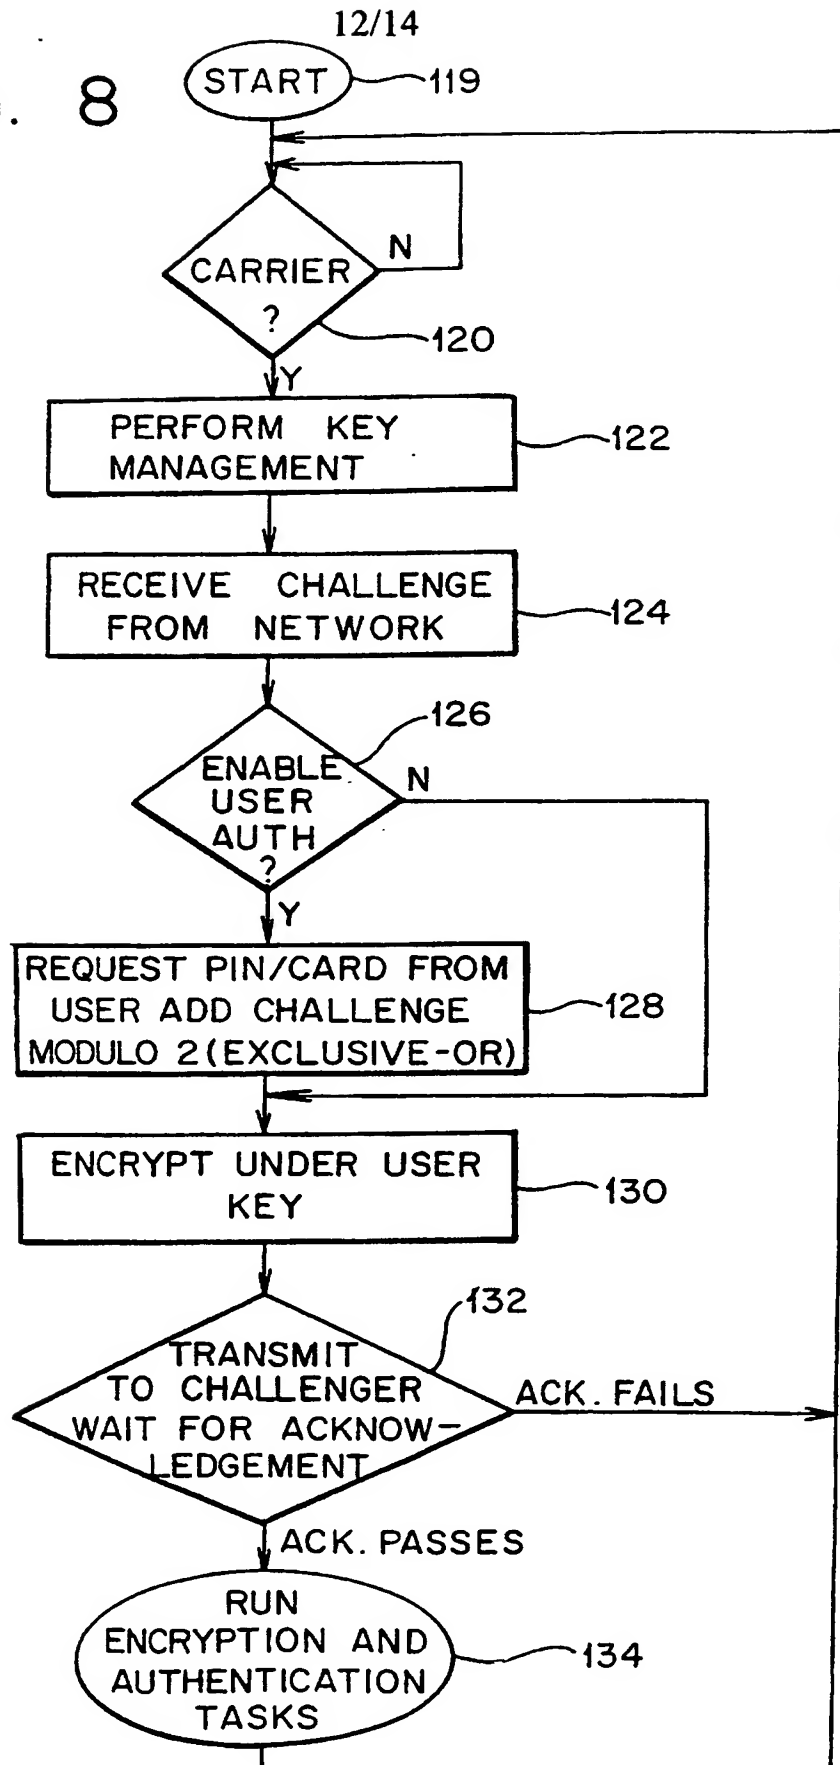 12/14
. 8
START
119
N
CARRIER
?
120
Y
PERFORM KEY
MANAGEMENT
122
RECEIVE CHALLENGE
FROM NETWORK
124
126
ENABLE
USER
AUTH
?
N
Y
REQUEST PIN/CARD FROM
USER ADD CHALLENGE
MODULO 2 (EXCLUSIVE-OR)
128
ENCRYPT UNDER USER
KEY
130
132
TRANSMIT
TO CHALLENGER
WAIT FOR ACKNOW-
LEDGEMENT
ACK. FAILS
ACK. PASSES
RUN
ENCRYPTION AND
AUTHENTICATION
TASKS
134